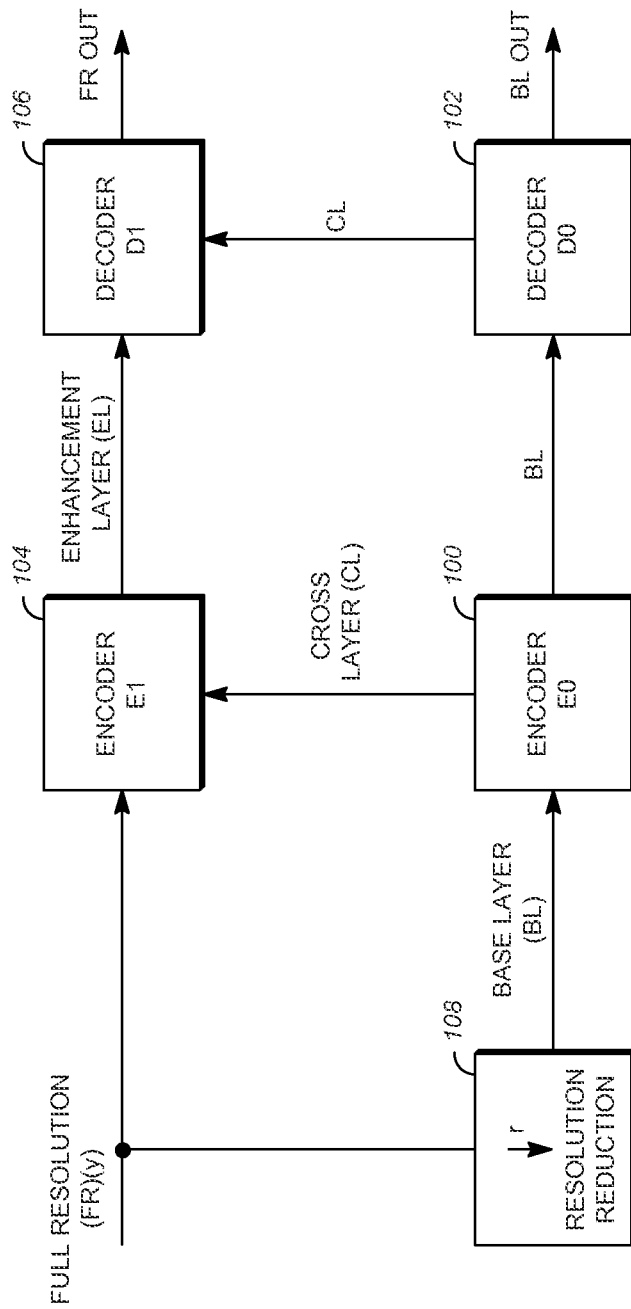 FULL RESOLUTION
(FR)(y)
104
ENCODER
E1
ENHANCEMENT
LAYER (EL)
106
DECODER
D1
FR OUT
CROSS
LAYER (CL)
CL
108
r
RESOLUTION
REDUCTION
BASE LAYER
(BL)
100
ENCODER
E0
BL
102
DECODER
D0
BL OUT